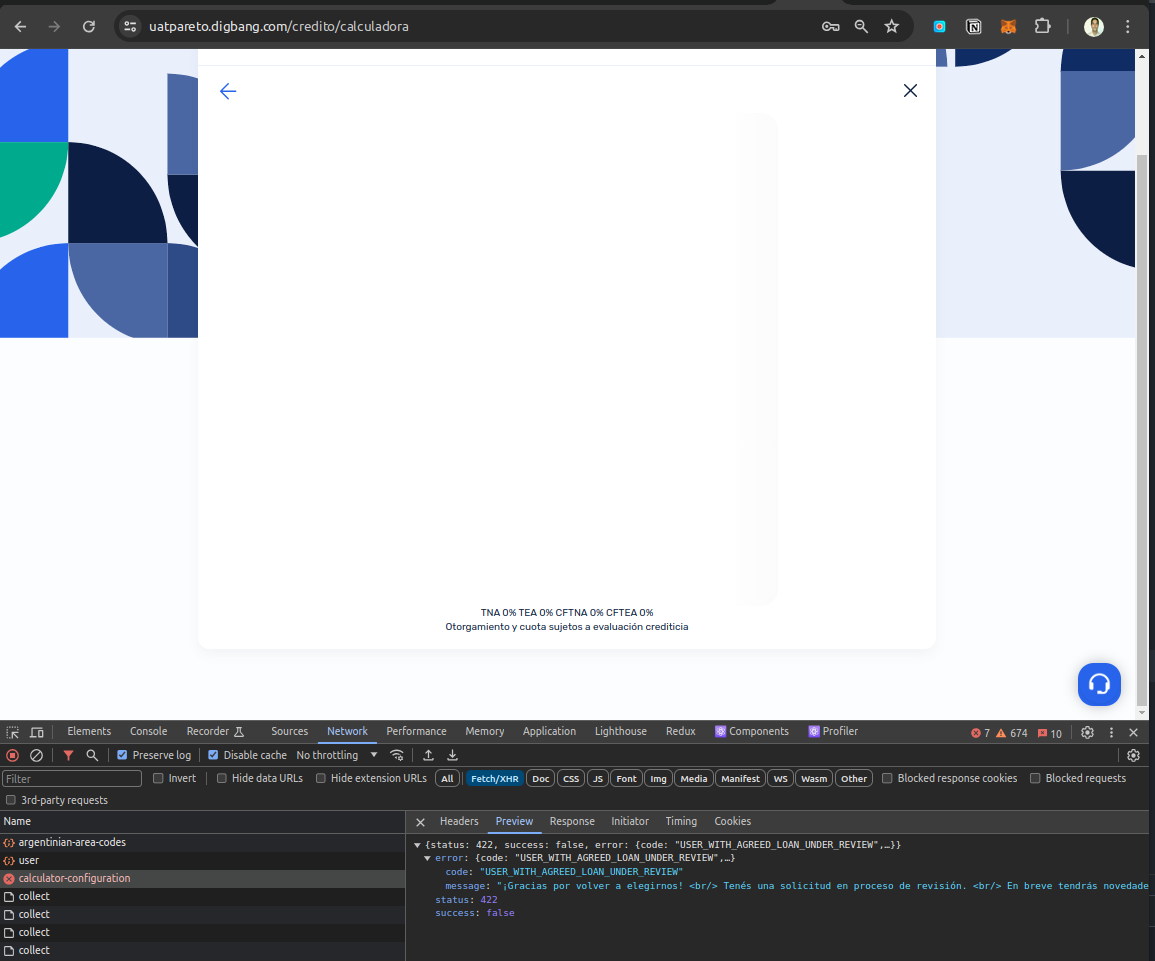 uatpareto.digbang.com/credito/calculadora
TNA 0% TEA 0% CFTNA 0% CFTEA 0%
Otorgamiento y cuota sujetos a evaluación crediticia
Elements Console Recorder Sources Network Performance Memory Application Lighthouse Redux Components Profiler 7 674 10
Preserve log Disable cache No throttling
Filter Invert Hide data URLs Hide extension URLs All Fetch/XHR Doc CSS JS Font Img Media Manifest WS Wasm Other Blocked response cookies Blocked requests
3rd-party requests
Name
Headers Preview Response Initiator Timing Cookies
argentinian-area-codes
user
calculator-configuration
collect
collect
collect
collect
{status: 422, success: false, error: {code: "USER_WITH_AGREED_LOAN_UNDER_REVIEW",…}}
error: {code: "USER_WITH_AGREED_LOAN_UNDER_REVIEW",…}
code: "USER_WITH_AGREED_LOAN_UNDER_REVIEW"
message: "¡Gracias por volver a elegirnos! <br/> Tenés una solicitud en proceso de revisión. <br/> En breve tendrás novedade
status: 422
success: false